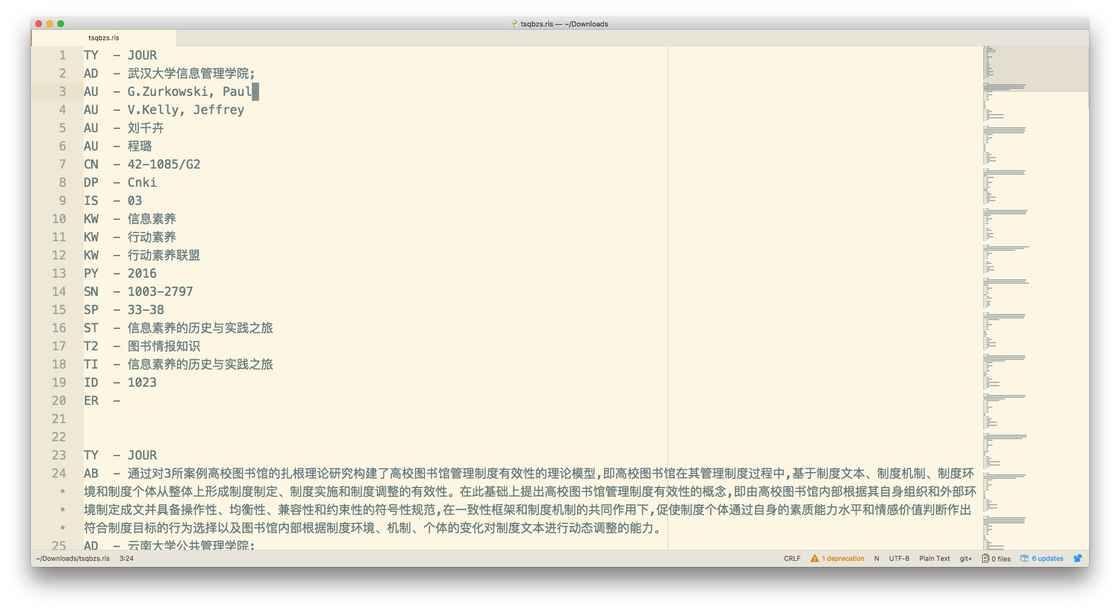 tsqbzs.ris — ~/Downloads
tsqbzs.ris
1 TY - JOUR
2 AD - 武汉大学信息管理学院;
3 AU - G.Zurkowski, Paul
4 AU - V.Kelly, Jeffrey
5 AU - 刘千卉
6 AU - 程璐
7 CN - 42-1085/G2
8 DP - Cnki
9 IS - 03
10 KW - 信息素养
11 KW - 行动素养
12 KW - 行动素养联盟
13 PY - 2016
14 SN - 1003-2797
15 SP - 33-38
16 ST - 信息素养的历史与实践之旅
17 T2 - 图书情报知识
18 TI - 信息素养的历史与实践之旅
19 ID - 1023
20 ER -
21
22
23 TY - JOUR
24 AB - 通过对3所案例高校图书馆的扎根理论研究构建了高校图书馆管理制度有效性的理论模型,即高校图书馆在其管理制度过程中,基于制度文本、制度机制、制度环
• 境和制度个体从整体上形成制度制定、制度实施和制度调整的有效性。在此基础上提出高校图书馆管理制度有效性的概念,即由高校图书馆内部根据其自身组织和外部环
• 境制定成文并具备操作性、均衡性、兼容性和约束性的符号性规范,在一致性框架和制度机制的共同作用下,促使制度个体通过自身的素质能力水平和情感价值判断作出
• 符合制度目标的行为选择以及图书馆内部根据制度环境、机制、个体的变化对制度文本进行动态调整的能力。
25 AD - 云南大学公共管理学院;
~/Downloads/tsqbzs.ris 3:24 CRLF 1 deprecation N UTF-8 Plain Text git+ 0 files 6 updates